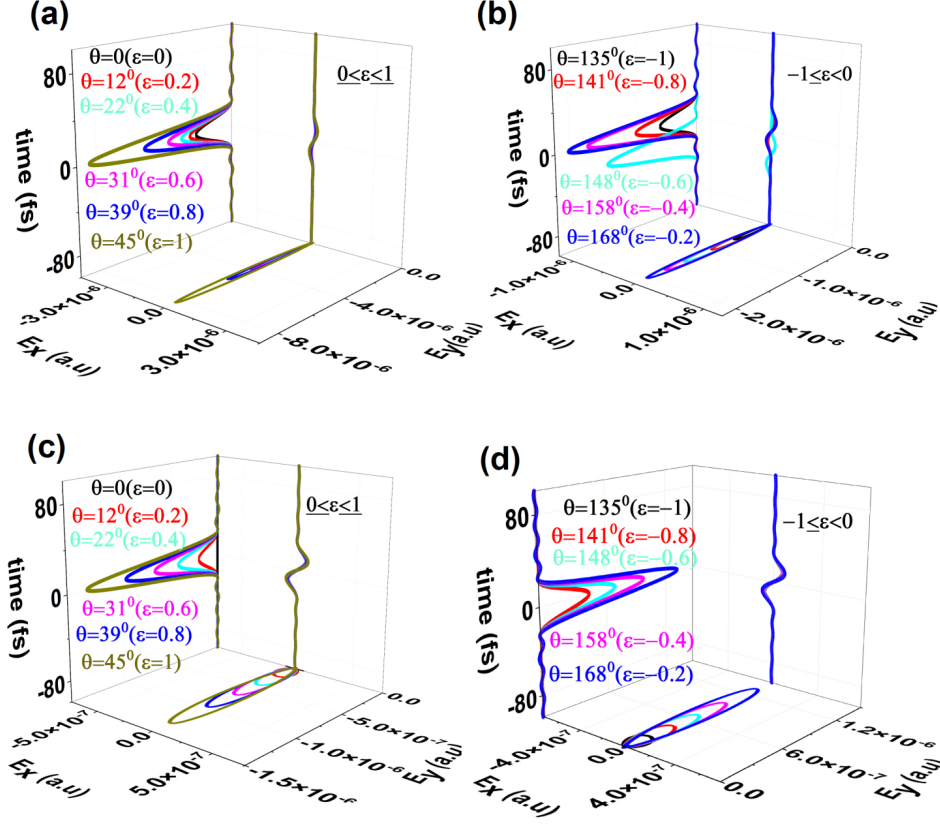 (a)
θ=0(ε=0)
θ=12⁰(ε=0.2)
θ=22⁰(ε=0.4)
0<ε<1
θ=31⁰(ε=0.6)
θ=39⁰(ε=0.8)
θ=45⁰(ε=1)
80
0
-80
time (fs)
-3.0×10⁻⁶
0.0
3.0×10⁻⁶
Ex (a.u)
-8.0×10⁻⁶
-4.0×10⁻⁶
0.0
Ey(a.u)
(b)
θ=135⁰(ε=−1)
θ=141⁰(ε=−0.8)
−1≤ε<0
θ=148⁰(ε=−0.6)
θ=158⁰(ε=−0.4)
θ=168⁰(ε=−0.2)
80
0
-80
time (fs)
-1.0×10⁻⁶
0.0
1.0×10⁻⁶
Ex (a.u)
-2.0×10⁻⁶
-1.0×10⁻⁶
0.0
Ey(a.u)
(c)
θ=0(ε=0)
θ=12⁰(ε=0.2)
θ=22⁰(ε=0.4)
0<ε<1
θ=31⁰(ε=0.6)
θ=39⁰(ε=0.8)
θ=45⁰(ε=1)
80
0
-80
time (fs)
-5.0×10⁻⁷
0.0
5.0×10⁻⁷
Ex (a.u)
-1.5×10⁻⁶
-1.0×10⁻⁶
-5.0×10⁻⁷
0.0
Ey(a.u)
(d)
θ=135⁰(ε=−1)
θ=141⁰(ε=−0.8)
θ=148⁰(ε=−0.6)
−1≤ε<0
θ=158⁰(ε=−0.4)
θ=168⁰(ε=−0.2)
80
0
-80
time (fs)
-4.0×10⁻⁷
0.0
4.0×10⁻⁷
Ex (a.u)
0.0
6.0×10⁻⁷
1.2×10⁻⁶
Ey(a.u)